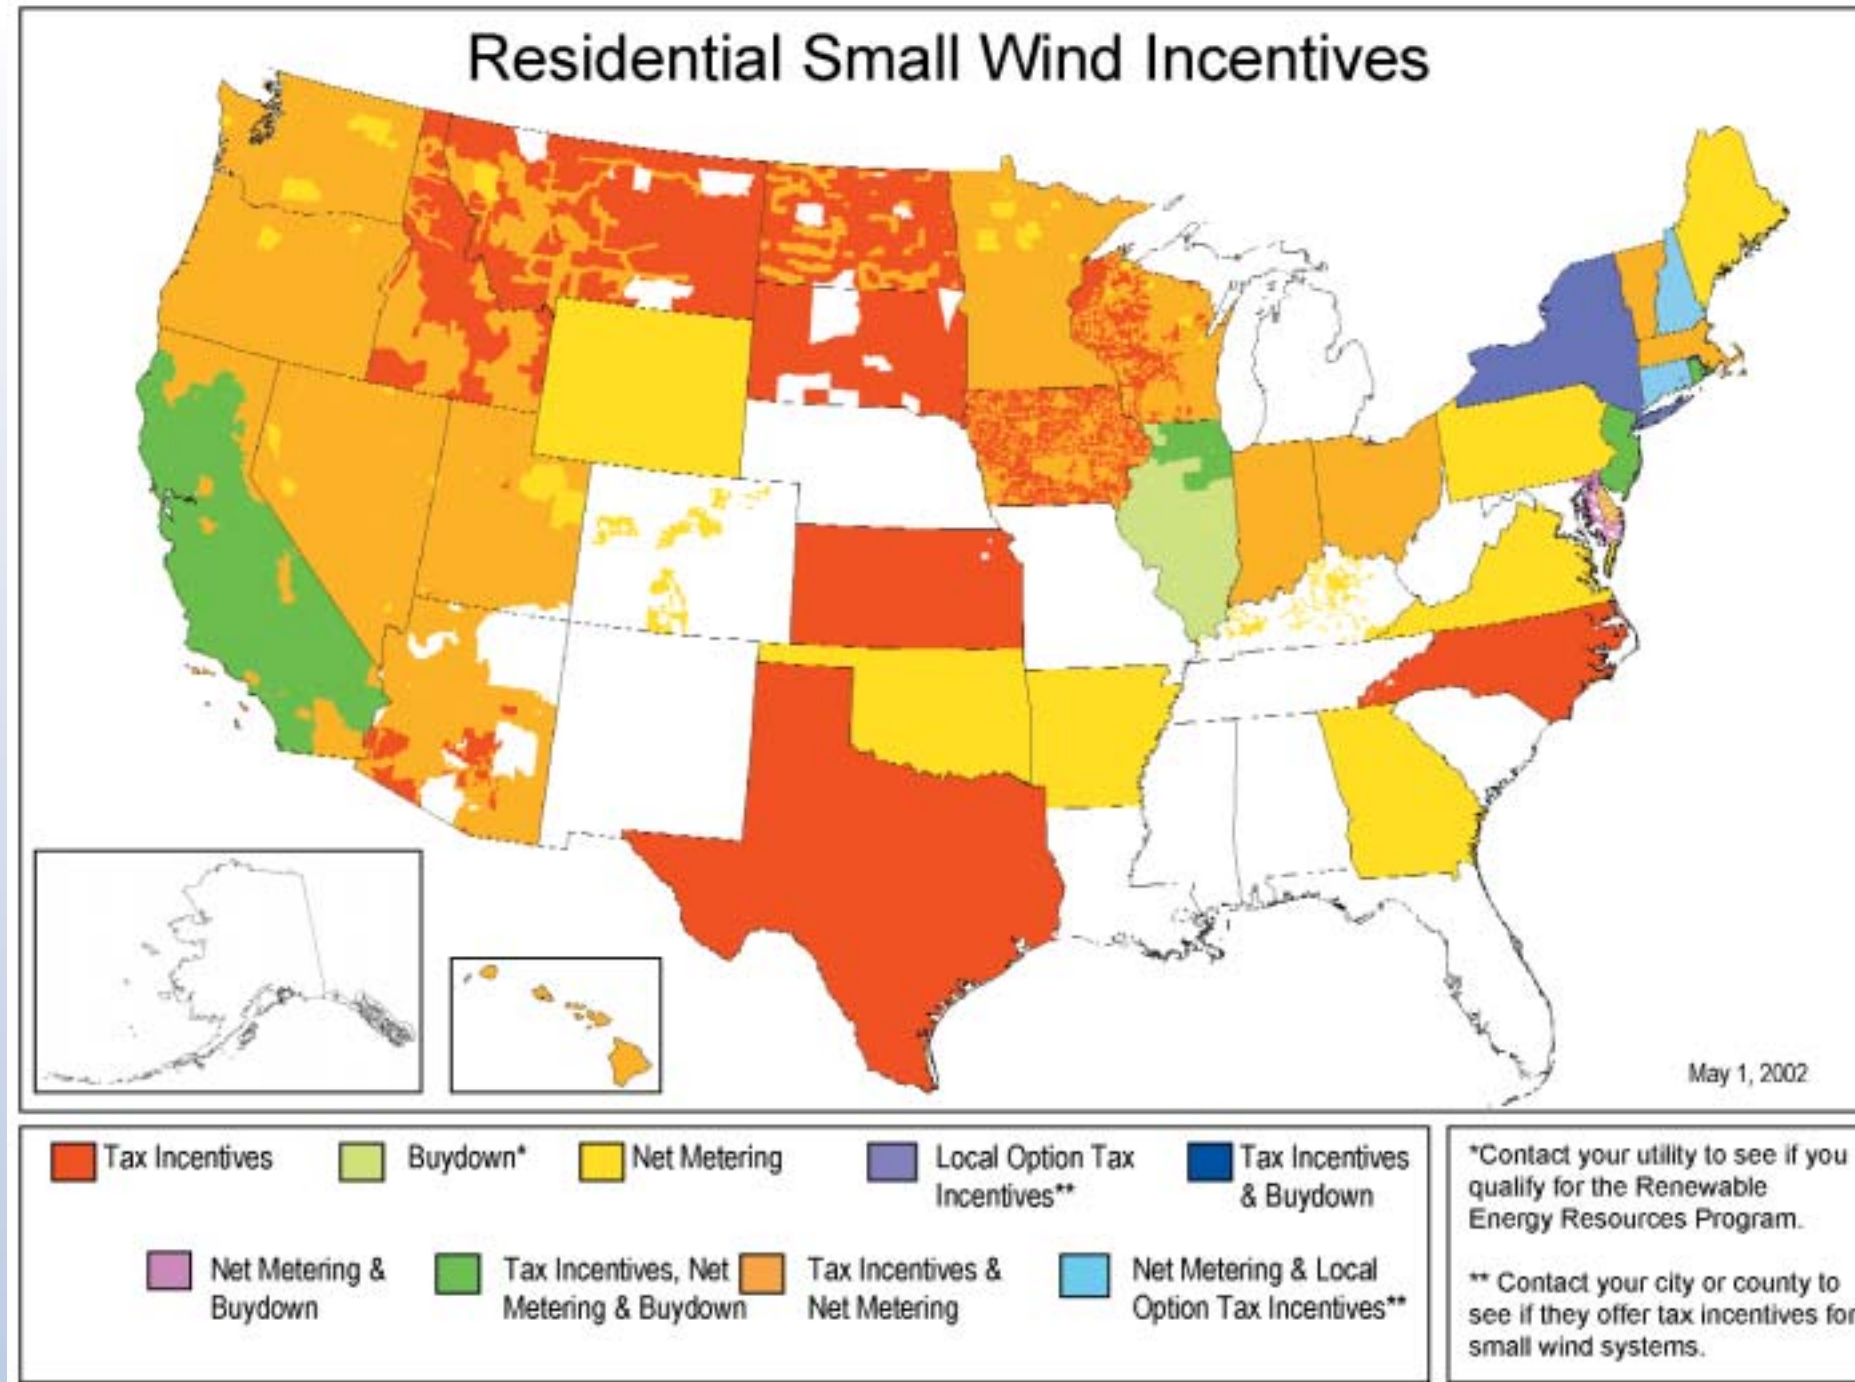 Residential Small Wind Incentives
May 1, 2002
Tax Incentives
Buydown*
Net Metering
Local Option Tax
Incentives**
Tax Incentives
& Buydown
Net Metering &
Buydown
Tax Incentives, Net
Metering & Buydown
Tax Incentives &
Net Metering
Net Metering & Local
Option Tax Incentives**
*Contact your utility to see if you
qualify for the Renewable
Energy Resources Program.
** Contact your city or county to
see if they offer tax incentives for
small wind systems.